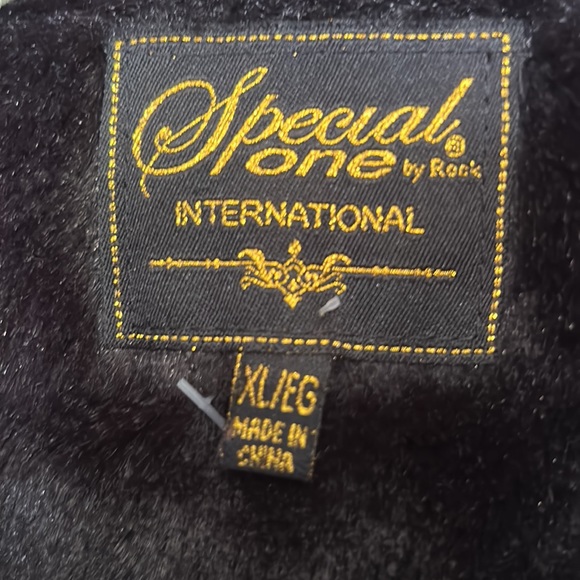 Special®
one by Rock
INTERNATIONAL
XL/EG
MADE IN
CHINA